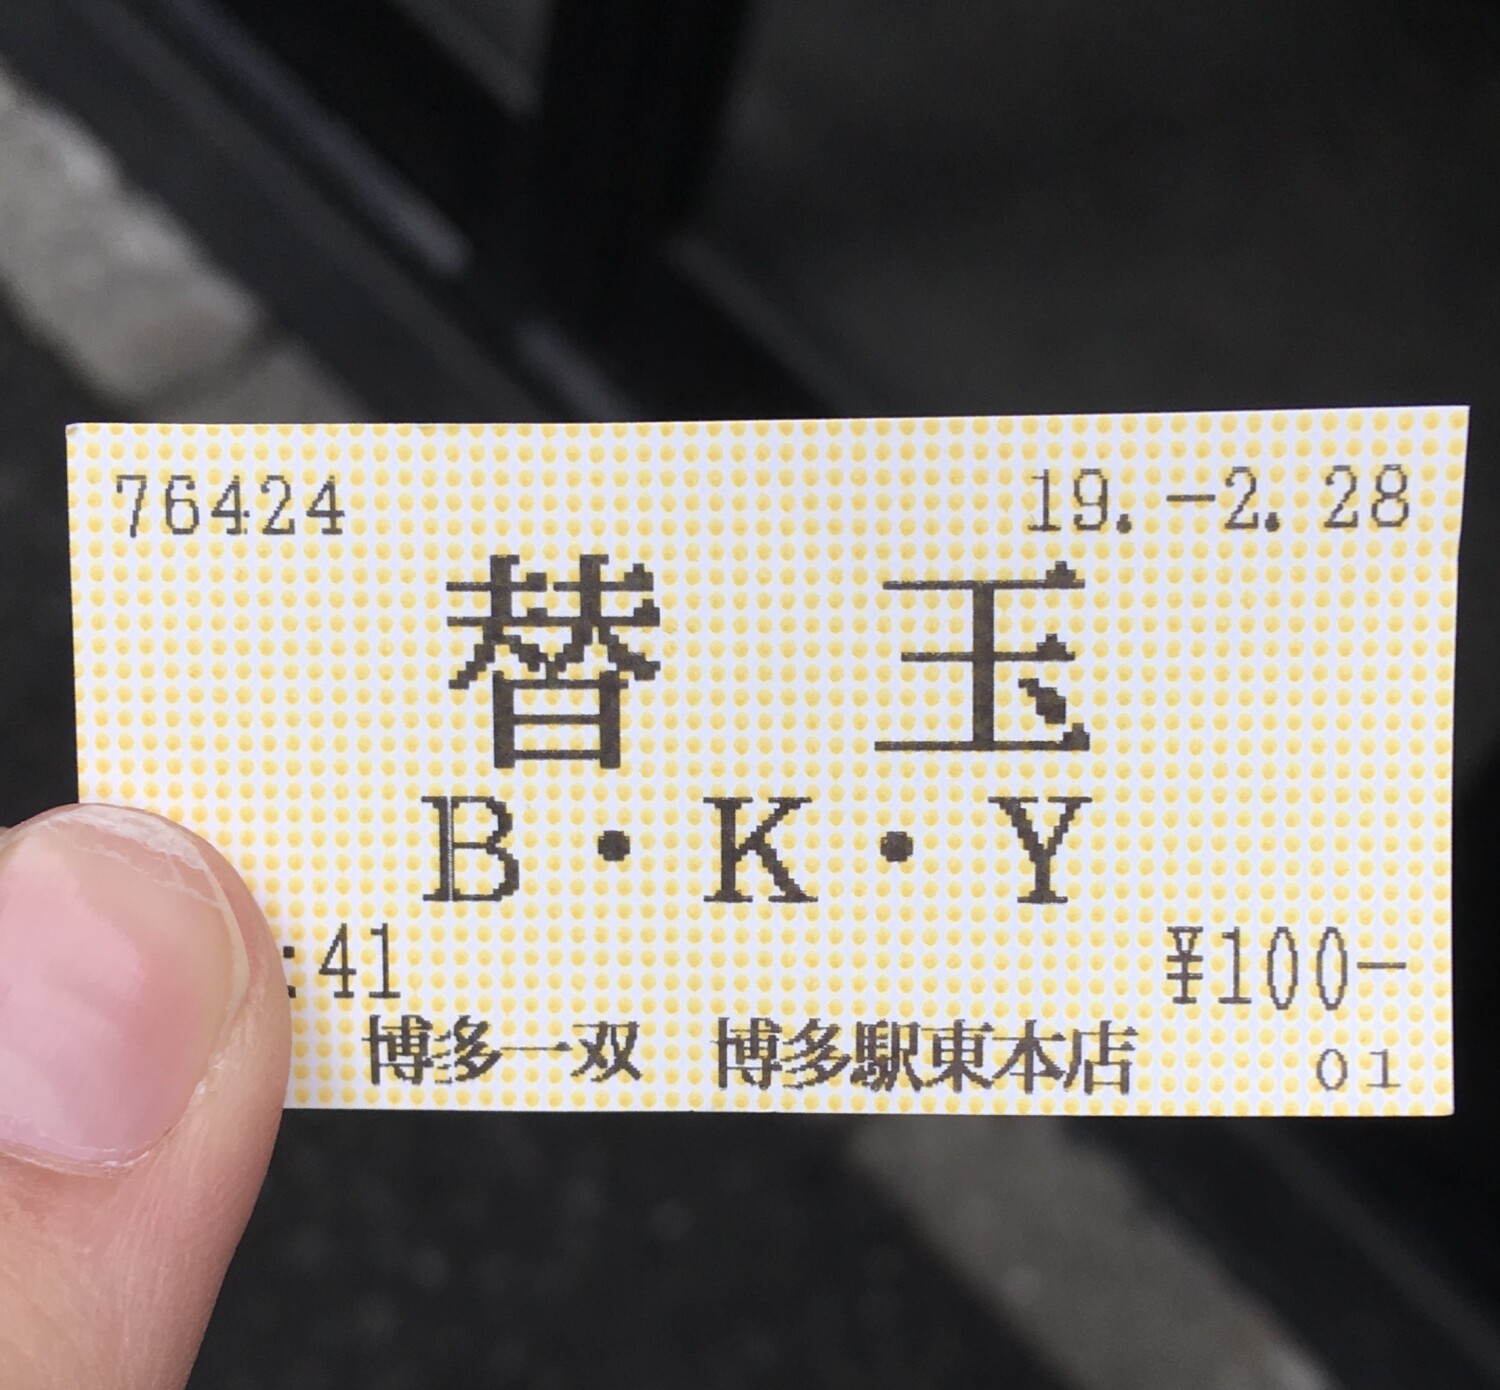 76424 19.-2.28
替 玉
B・K・Y
:41 ¥100-
博多一双 博多駅東本店 01